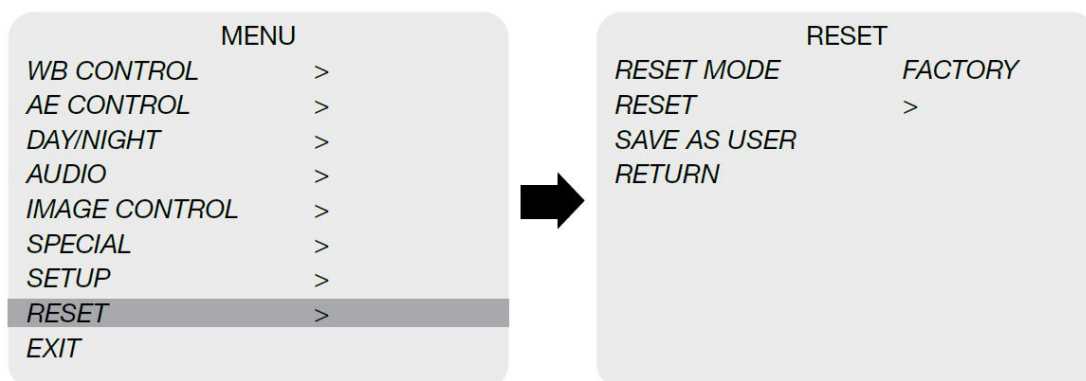 MENU
WB CONTROL >
AE CONTROL >
DAY/NIGHT >
AUDIO >
IMAGE CONTROL >
SPECIAL >
SETUP >
RESET >
EXIT
RESET
RESET MODE FACTORY
RESET >
SAVE AS USER
RETURN